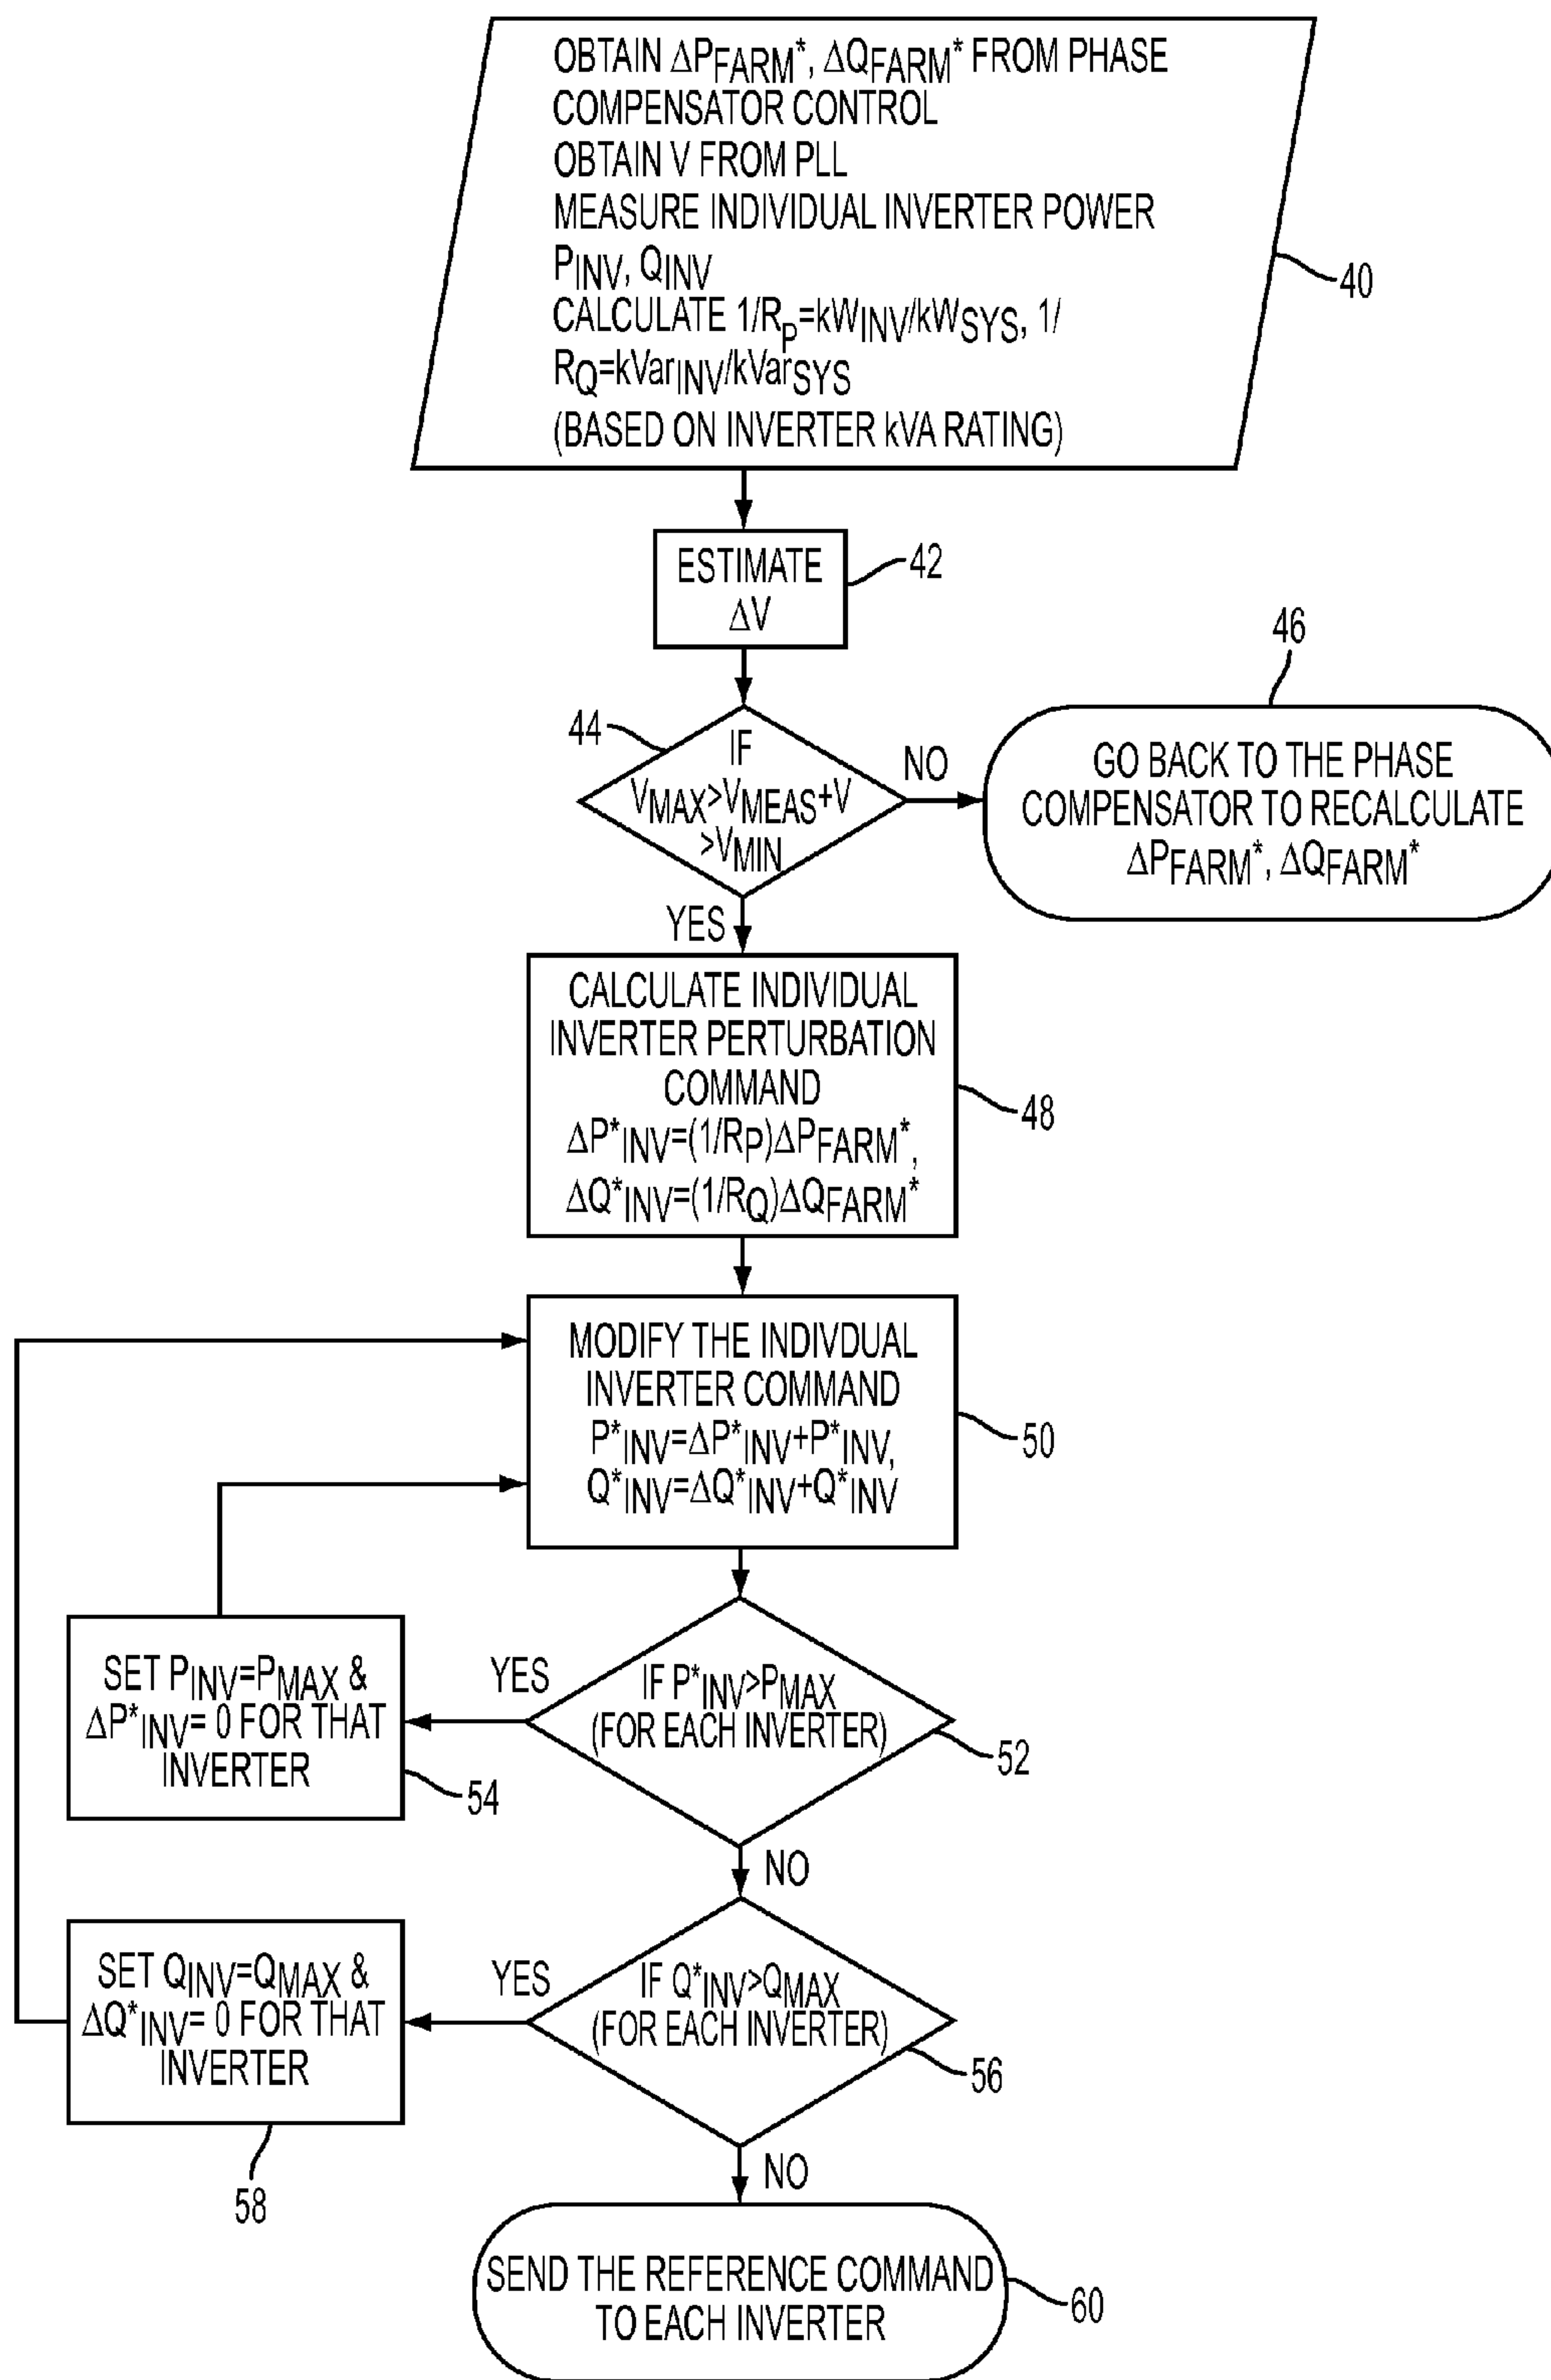 OBTAIN ΔPFARM*, ΔQFARM* FROM PHASE
COMPENSATOR CONTROL
OBTAIN V FROM PLL
MEASURE INDIVIDUAL INVERTER POWER
PINV, QINV
CALCULATE 1/RP=kWINV/kWSYS, 1/
RQ=kVarINV/kVarSYS
(BASED ON INVERTER kVA RATING)
40
ESTIMATE
ΔV
42
44
IF
VMAX>VMEAS+V
>VMIN
NO
46
GO BACK TO THE PHASE
COMPENSATOR TO RECALCULATE
ΔPFARM*, ΔQFARM*
YES
CALCULATE INDIVIDUAL
INVERTER PERTURBATION
COMMAND
ΔP*INV=(1/RP)ΔPFARM*,
ΔQ*INV=(1/RQ)ΔQFARM*
48
MODIFY THE INDIVDUAL
INVERTER COMMAND
P*INV=ΔP*INV+P*INV,
Q*INV=ΔQ*INV+Q*INV
50
IF P*INV>PMAX
(FOR EACH INVERTER)
52
YES
SET PINV=PMAX &
ΔP*INV= 0 FOR THAT
INVERTER
54
NO
IF Q*INV>QMAX
(FOR EACH INVERTER)
56
YES
SET QINV=QMAX &
ΔQ*INV= 0 FOR THAT
INVERTER
58
NO
SEND THE REFERENCE COMMAND
TO EACH INVERTER
60